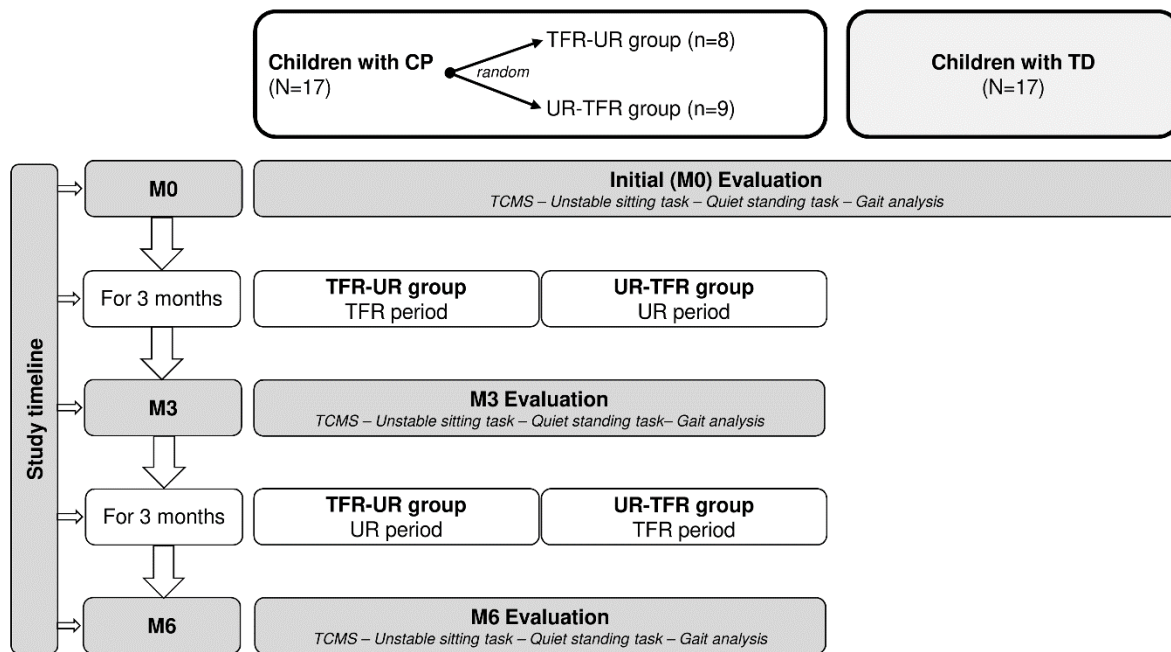 Children with CP
(N=17)
random
TFR-UR group (n=8)
UR-TFR group (n=9)
Children with TD
(N=17)
Study timeline
M0
Initial (M0) Evaluation
TCMS – Unstable sitting task – Quiet standing task – Gait analysis
For 3 months
TFR-UR group
TFR period
UR-TFR group
UR period
M3
M3 Evaluation
TCMS – Unstable sitting task – Quiet standing task– Gait analysis
For 3 months
TFR-UR group
UR period
UR-TFR group
TFR period
M6
M6 Evaluation
TCMS – Unstable sitting task – Quiet standing task – Gait analysis